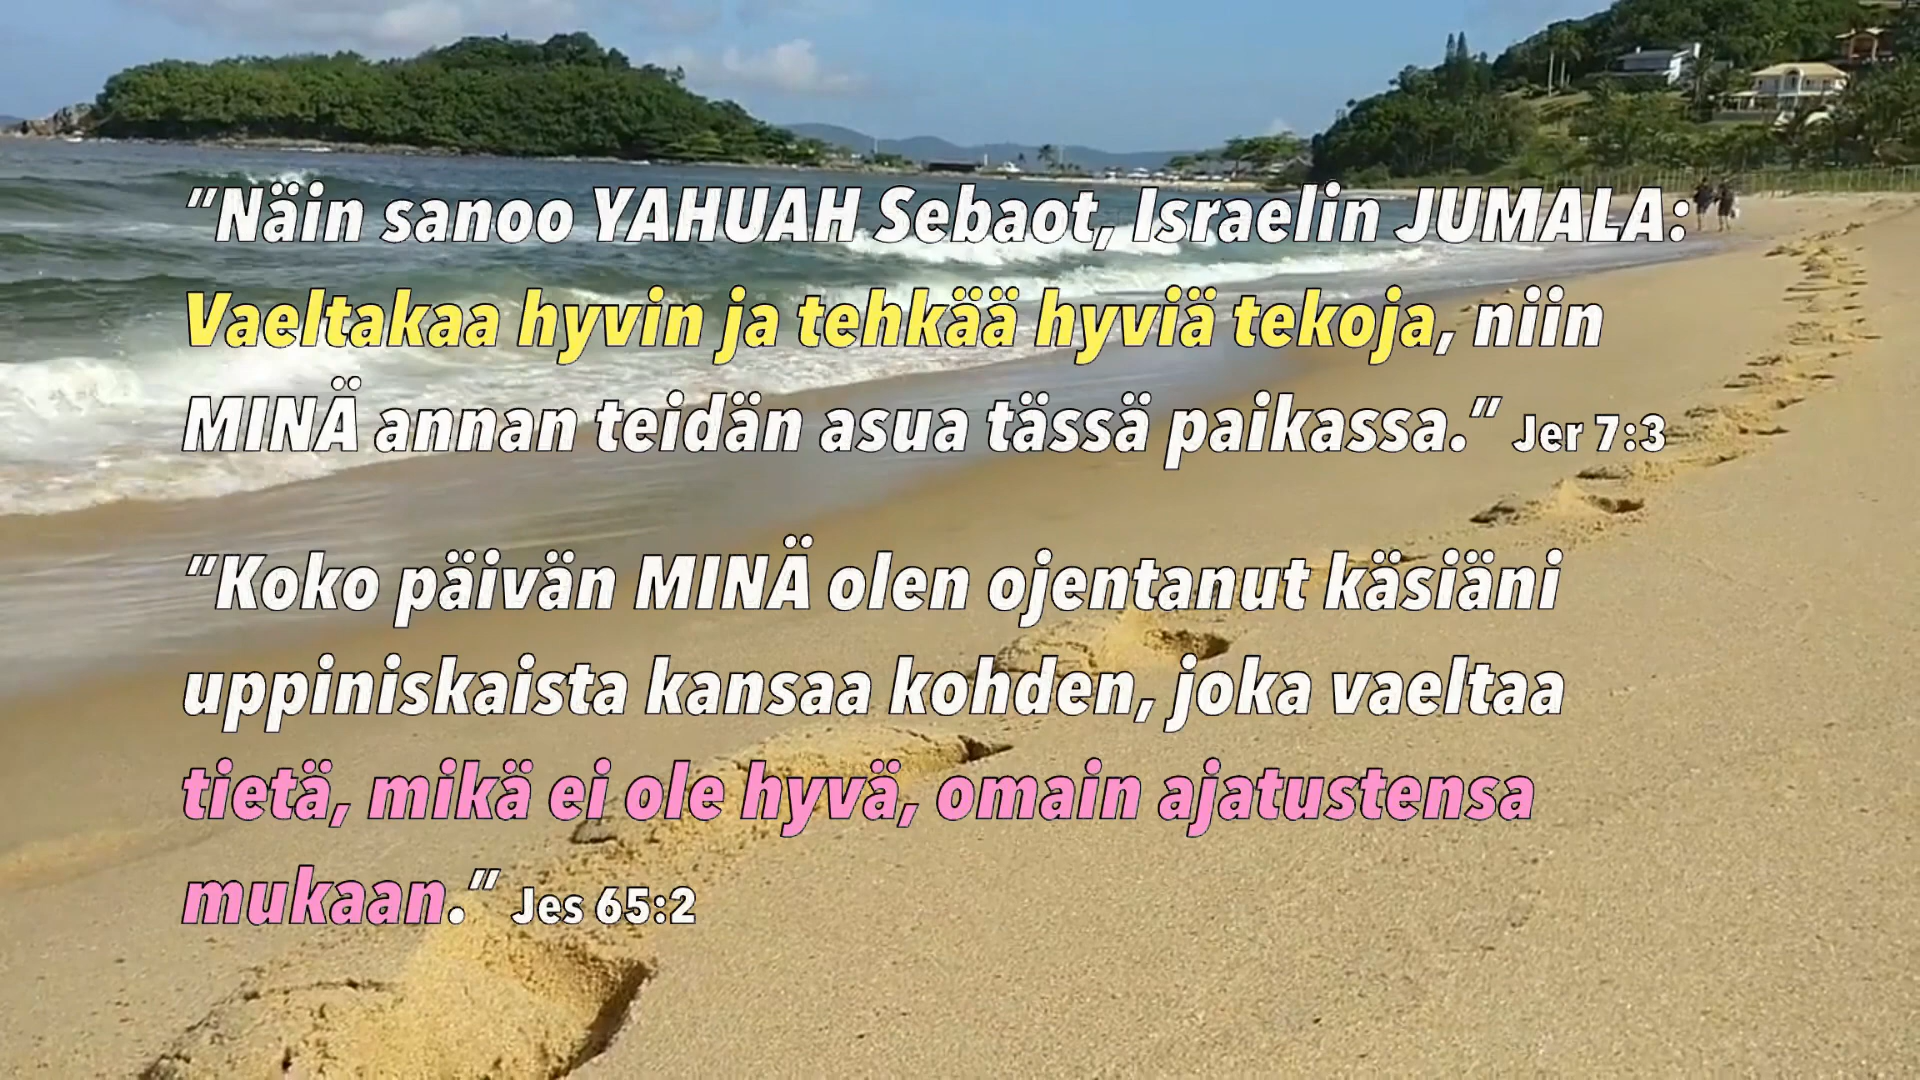 ”Näin sanoo YAHUAH Sebaot, Israelin JUMALA:
Vaeltakaa hyvin ja tehkää hyviä tekoja, niin
MINÄ annan teidän asua tässä paikassa.” Jer 7:3
”Koko päivän MINÄ olen ojentanut käsiäni
uppiniskaista kansaa kohden, joka vaeltaa
tietä, mikä ei ole hyvä, omain ajatustensa
mukaan.” Jes 65:2